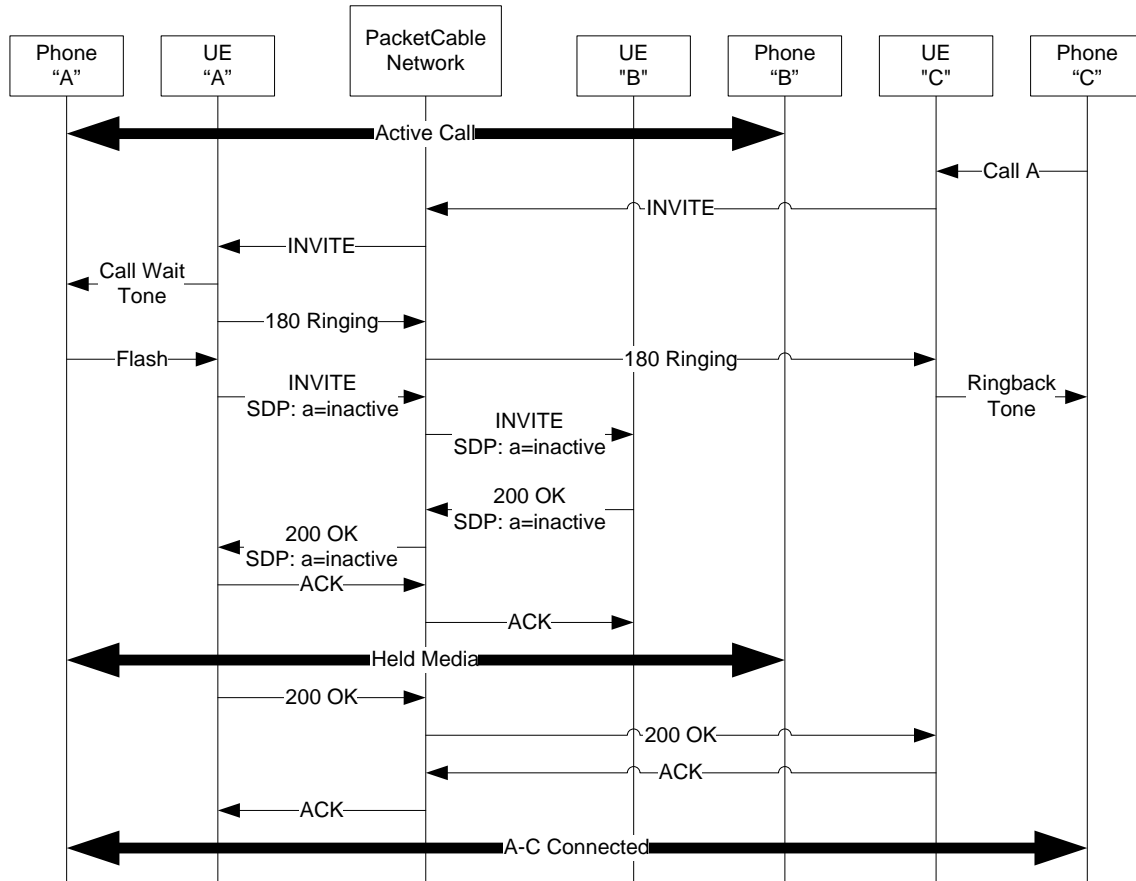 Phone
“A”
UE
“A”
PacketCable
Network
UE
"B"
Phone
“B”
UE
"C"
Phone
“C”
Active Call
Call A
INVITE
INVITE
Call Wait
Tone
180 Ringing
Flash
180 Ringing
INVITE
SDP: a=inactive
Ringback
Tone
INVITE
SDP: a=inactive
200 OK
SDP: a=inactive
200 OK
SDP: a=inactive
ACK
ACK
Held Media
200 OK
200 OK
ACK
ACK
A-C Connected